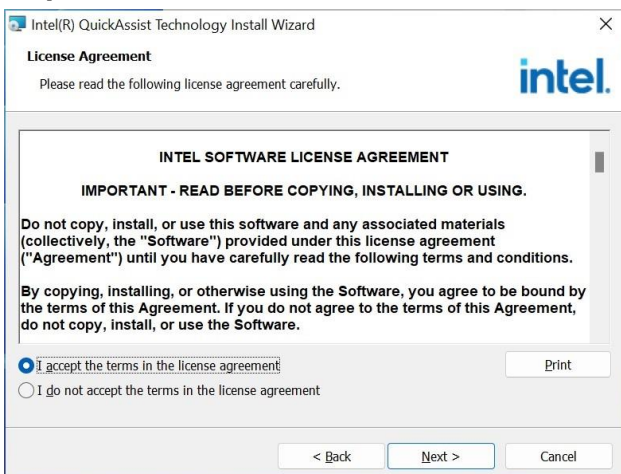 Intel(R) QuickAssist Technology Install Wizard
License Agreement
Please read the following license agreement carefully.
intel.
INTEL SOFTWARE LICENSE AGREEMENT
IMPORTANT - READ BEFORE COPYING, INSTALLING OR USING.
Do not copy, install, or use this software and any associated materials
(collectively, the "Software") provided under this license agreement
("Agreement") until you have carefully read the following terms and conditions.
By copying, installing, or otherwise using the Software, you agree to be bound by
the terms of this Agreement. If you do not agree to the terms of this Agreement,
do not copy, install, or use the Software.
I accept the terms in the license agreement
Print
I do not accept the terms in the license agreement
< Back
Next >
Cancel